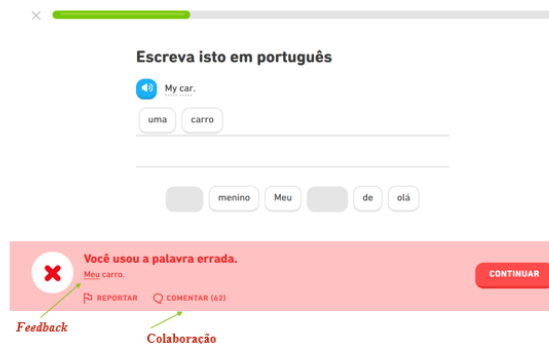 Escreva isto em português
My car.
uma carro
menino Meu de olá
Você usou a palavra errada.
Meu carro.
CONTINUAR
REPORTAR COMENTAR (62)
Feedback
Colaboração